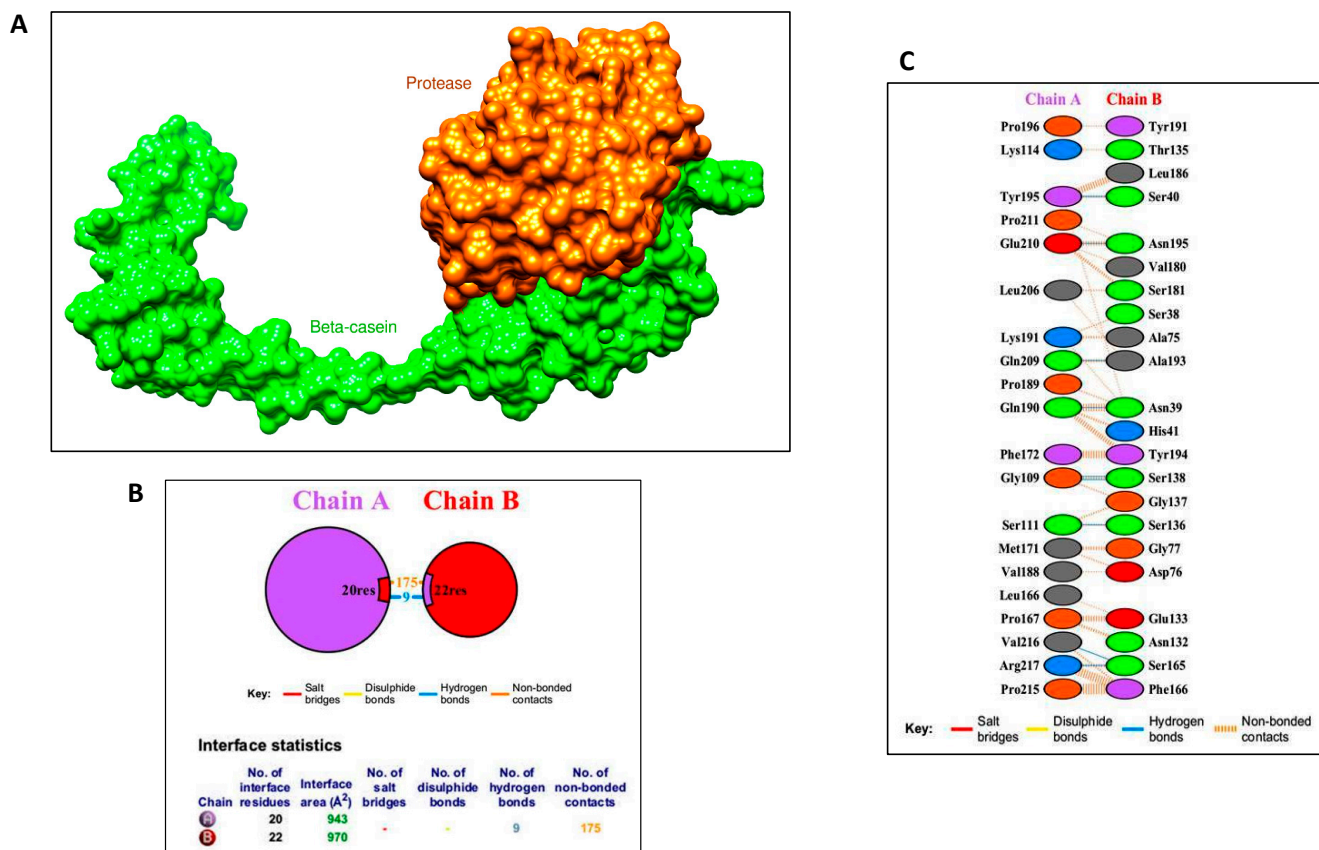 A
Protease
Beta-casein
B
Chain A Chain B
20res 175 22res
9
Key: Salt bridges Disulphide bonds Hydrogen bonds Non-bonded contacts
Interface statistics
Chain No. of interface residues Interface area (Å2) No. of salt bridges No. of disulphide bonds No. of hydrogen bonds No. of non-bonded contacts
A 20 943 - - 9 175
B 22 970
C
Chain A Chain B
Pro196 Tyr191
Lys114 Thr135
Leu186
Tyr195 Ser40
Pro211
Glu210 Asn195
Val180
Leu206 Ser181
Ser38
Lys191 Ala75
Gln209 Ala193
Pro189
Gln190 Asn39
His41
Phe172 Tyr194
Gly109 Ser138
Gly137
Ser111 Ser136
Met171 Gly77
Val188 Asp76
Leu166
Pro167 Glu133
Val216 Asn132
Arg217 Ser165
Pro215 Phe166
Key: Salt bridges Disulphide bonds Hydrogen bonds Non-bonded contacts